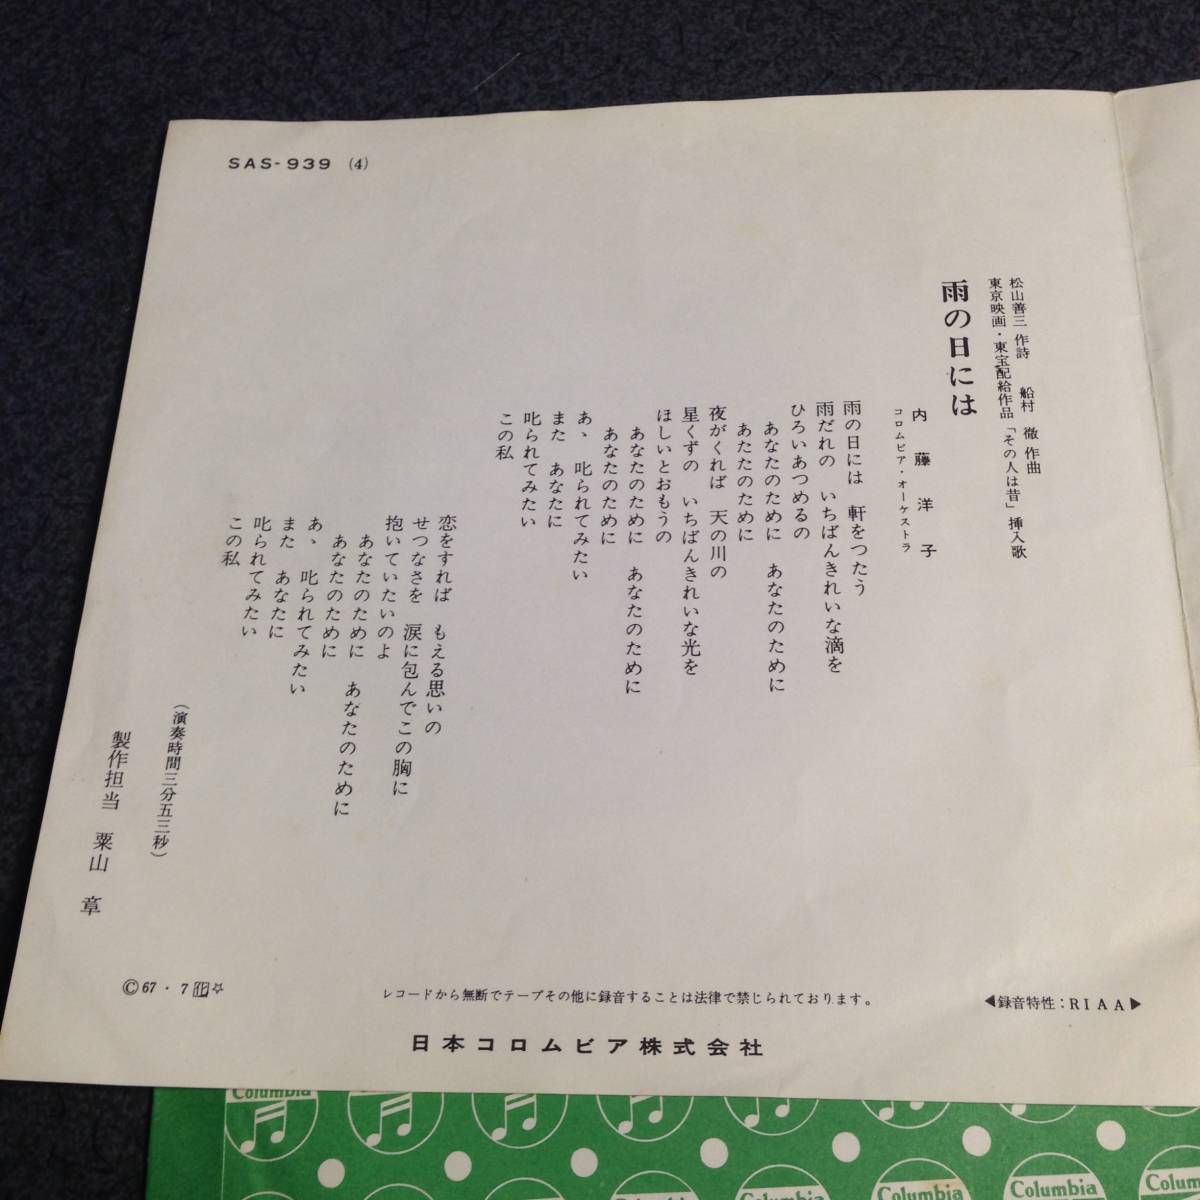 SAS-939 (4)
松山善三 作詩　船村 徹 作曲
東京映画・東宝配給作品「その人は昔」挿入歌
雨の日には
内藤洋子
コロムビア・オーケストラ
雨の日には　軒をつたう
雨だれの　いちばんきれいな滴を
ひろいあつめるの
あなたのために　あなたのために
あたたのために
夜がくれば　天の川の
星くずの　いちばんきれいな光を
ほしいとおもうの
あなたのために　あなたのために
あなたのために
あゝ　叱られてみたい
また　あなたに
叱られてみたい
この私
恋をすれば　もえる思いの
せつなさを　涙に包んでこの胸に
抱いていたいのよ
あなたのために　あなたのために
あなたのために
あゝ　叱られてみたい
また　あなたに
叱られてみたい
この私
(演奏時間三分五三秒)
製作担当　粟山　章
Ⓒ67・7
レコードから無断でテープその他に録音することは法律で禁じられております。
◀録音特性：RIAA▶
日本コロムビア株式会社
Columbia
Columbia
Columbia
Columbia
Columbia
Columbia
Columbia